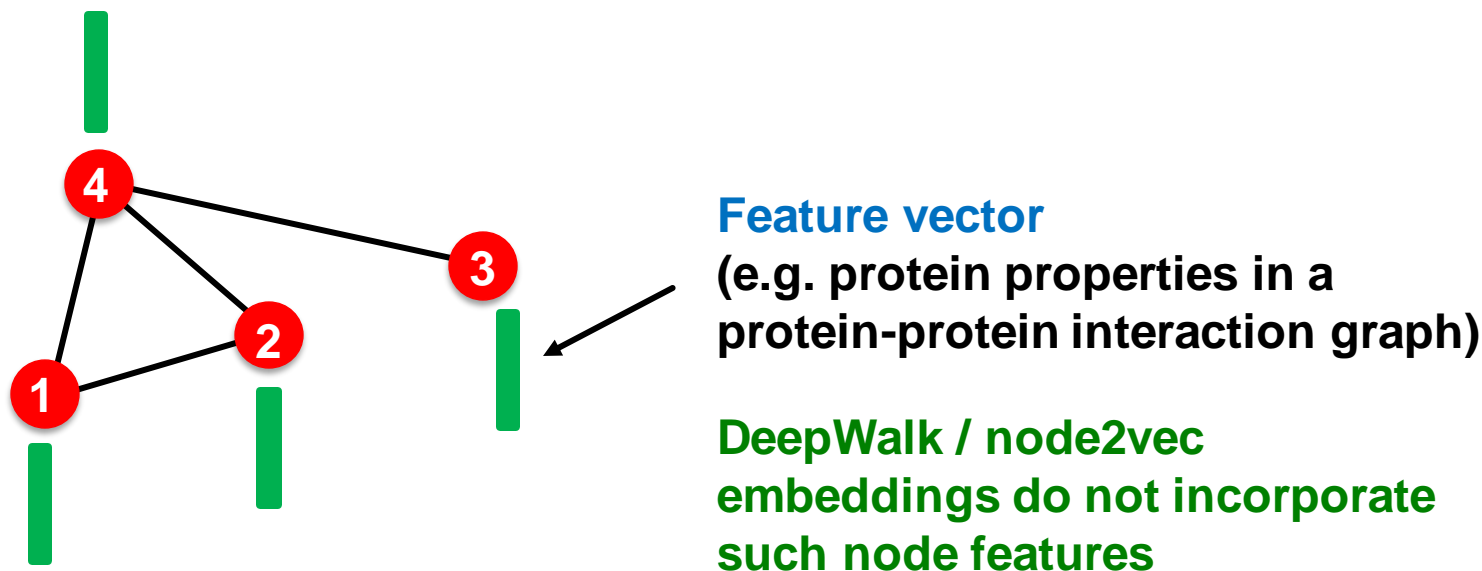 4
3
2
1
Feature vector
(e.g. protein properties in a
protein-protein interaction graph)
DeepWalk / node2vec
embeddings do not incorporate
such node features